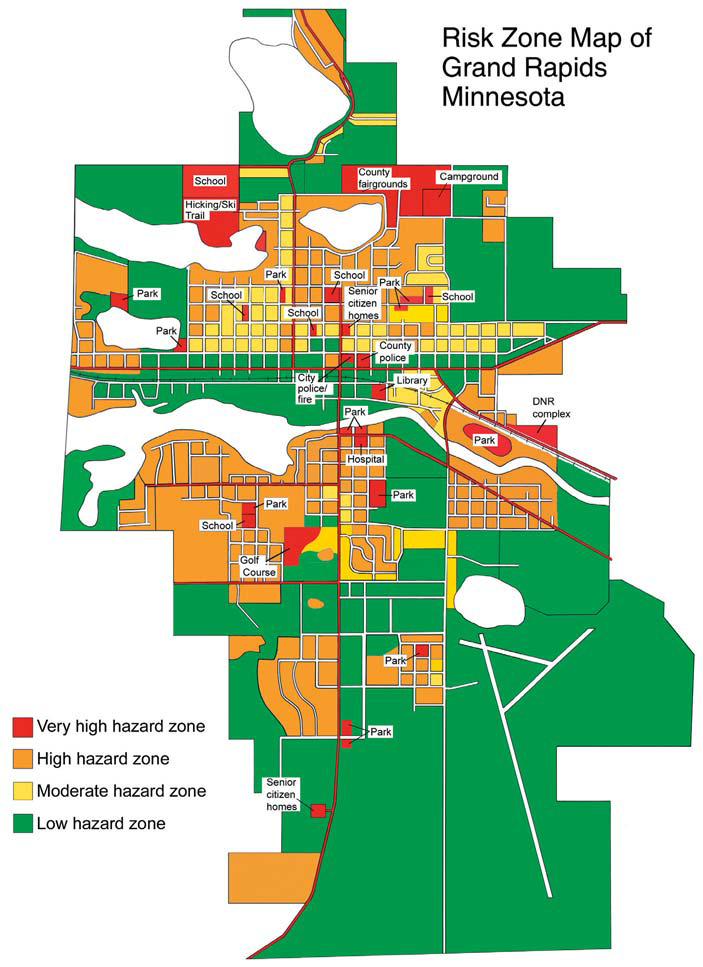 Risk Zone Map of
Grand Rapids
Minnesota
School
County
fairgrounds
Campground
Hicking/Ski
Trail
Park
School
Park
Park
School
Senior
citizen
homes
School
School
Park
County
police
City
police/
fire
Library
Park
DNR
complex
Park
Hospital
Park
Park
School
Golf
Course
Park
Park
Senior
citizen
homes
Very high hazard zone
High hazard zone
Moderate hazard zone
Low hazard zone